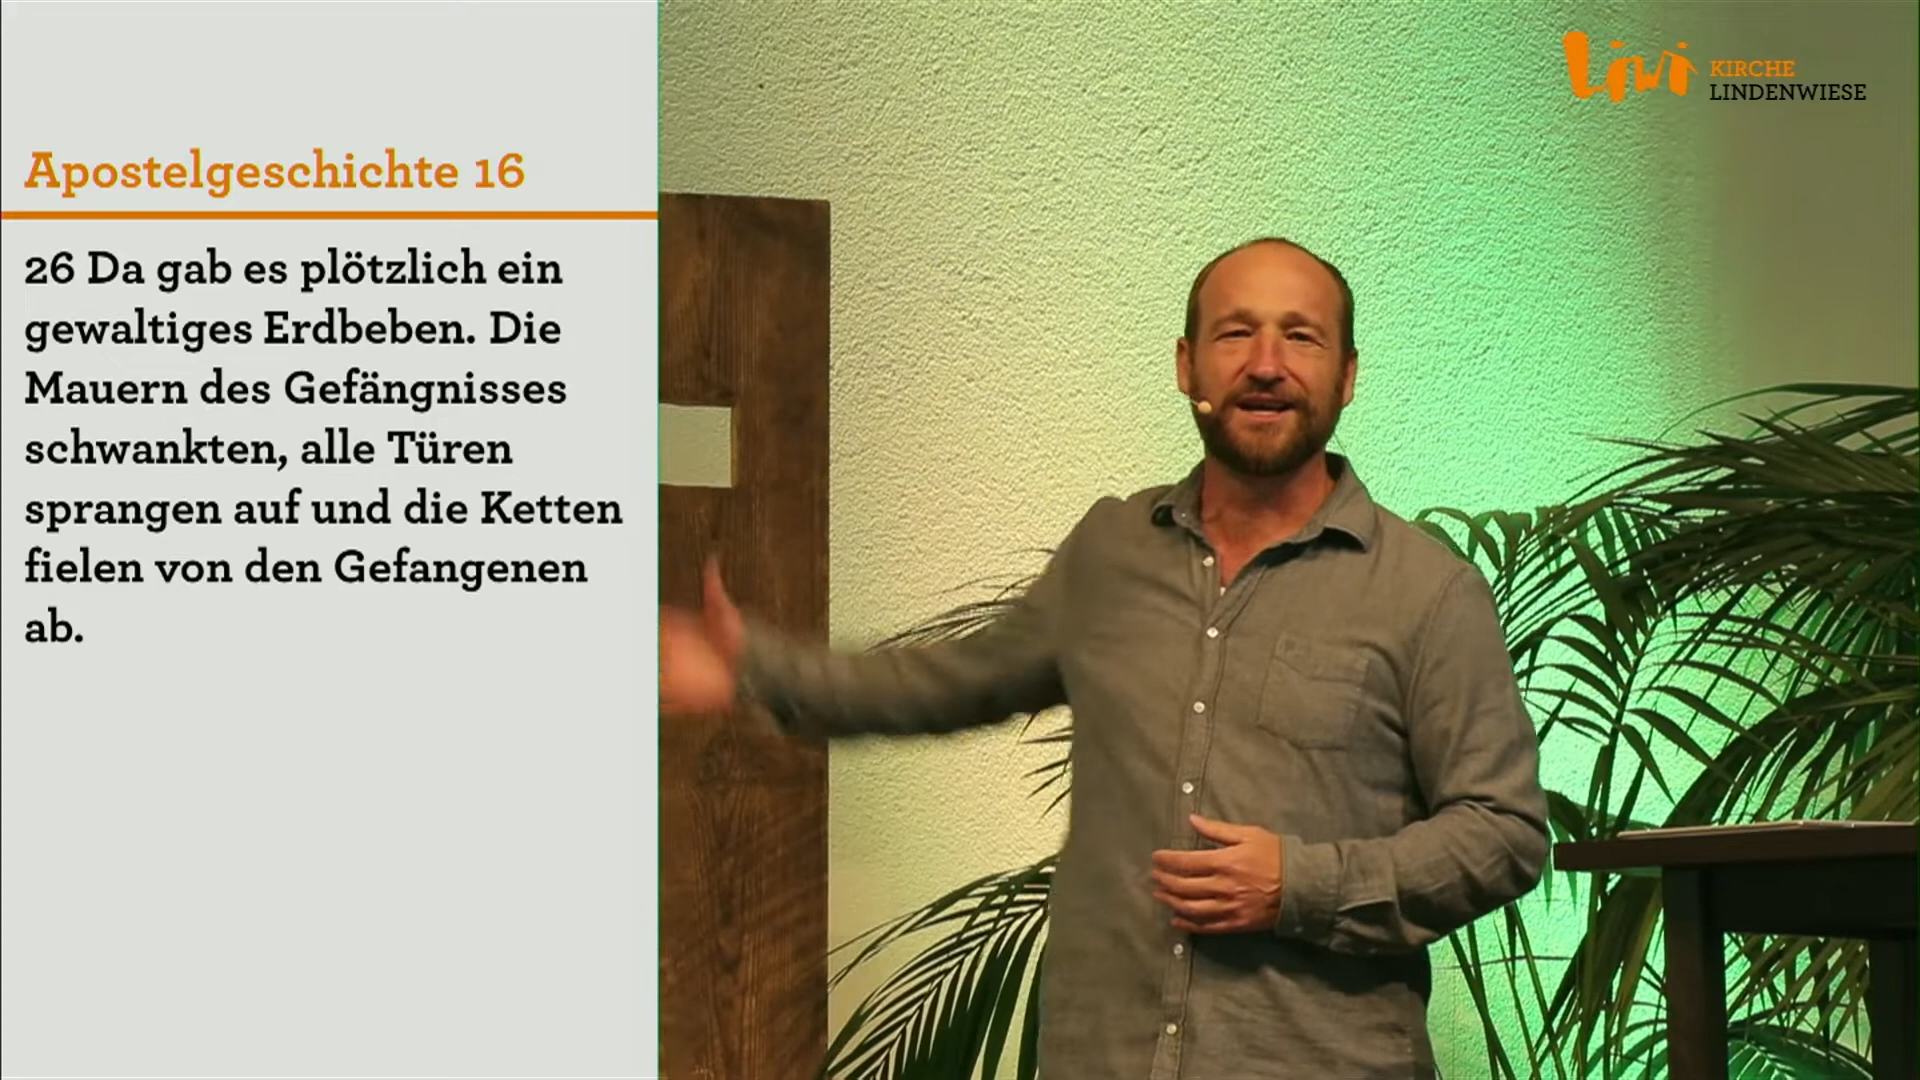 Apostelgeschichte 16
26 Da gab es plötzlich ein
gewaltiges Erdbeben. Die
Mauern des Gefängnisses
schwankten, alle Türen
sprangen auf und die Ketten
fielen von den Gefangenen
ab.
Liwi
KIRCHE
LINDENWIESE